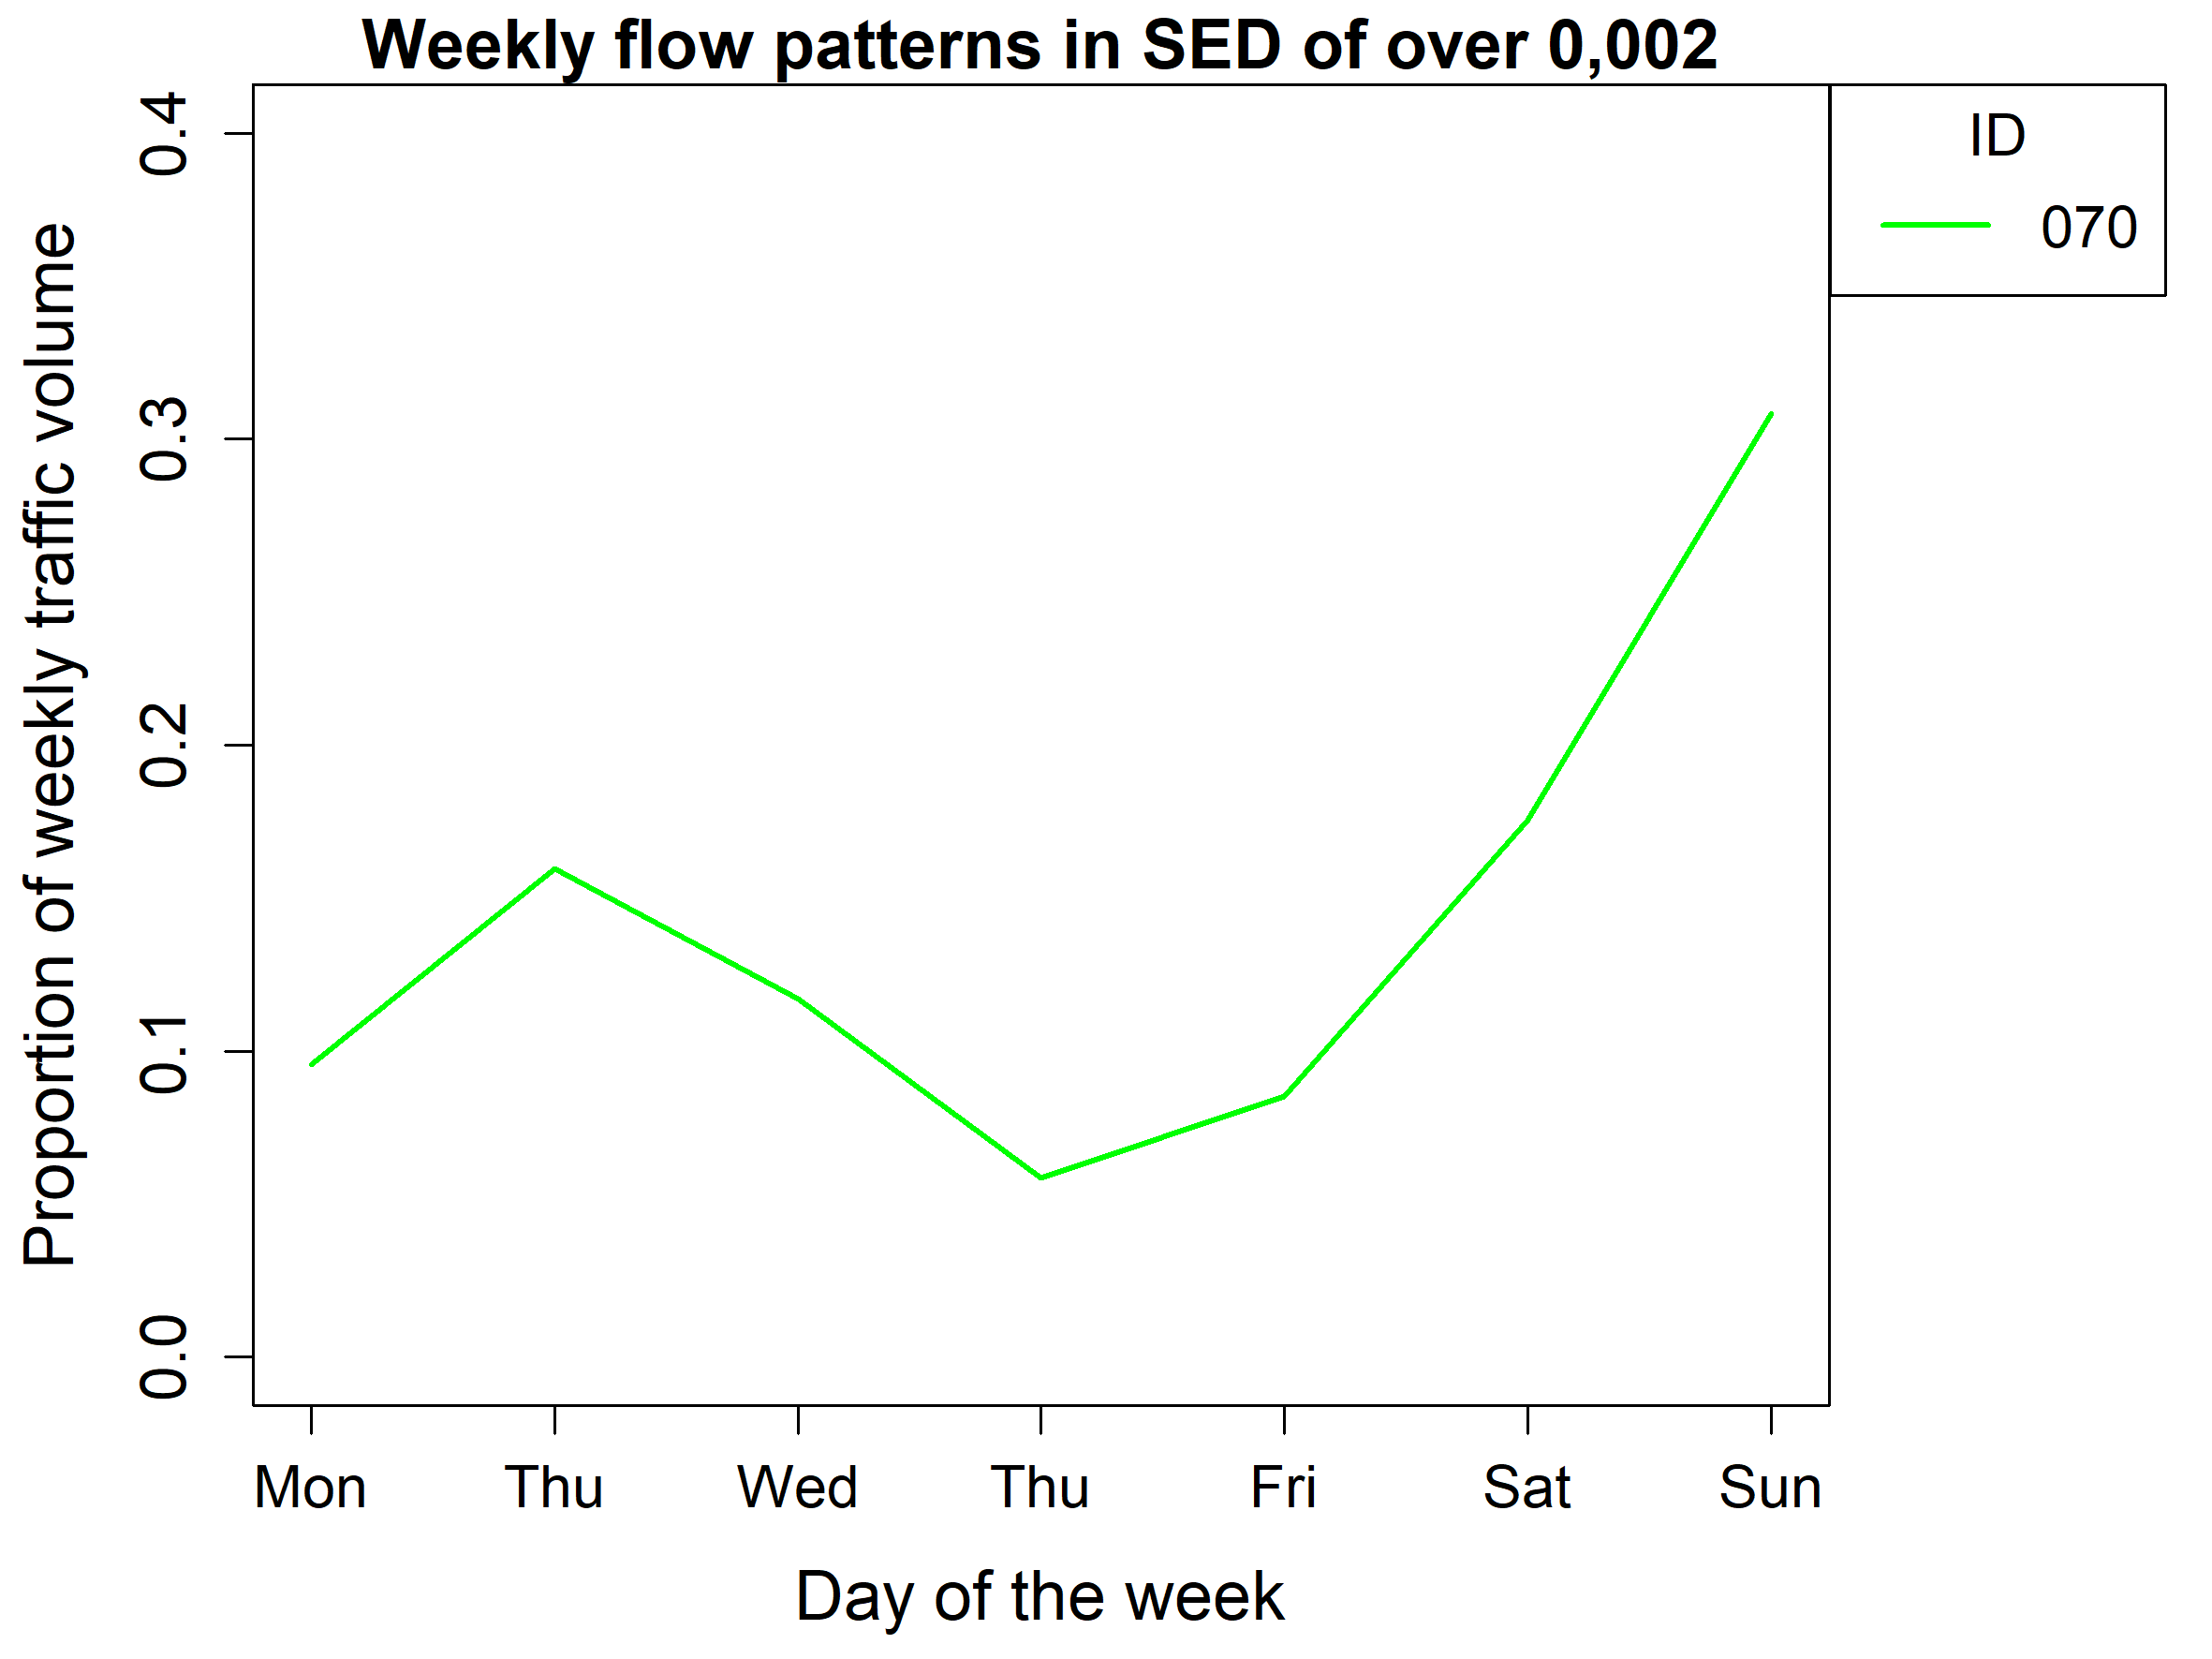 Weekly flow patterns in SED of over 0,002
ID
070
Proportion of weekly traffic volume
0.4
0.3
0.2
0.1
0.0
Mon Thu Wed Thu Fri Sat Sun
Day of the week